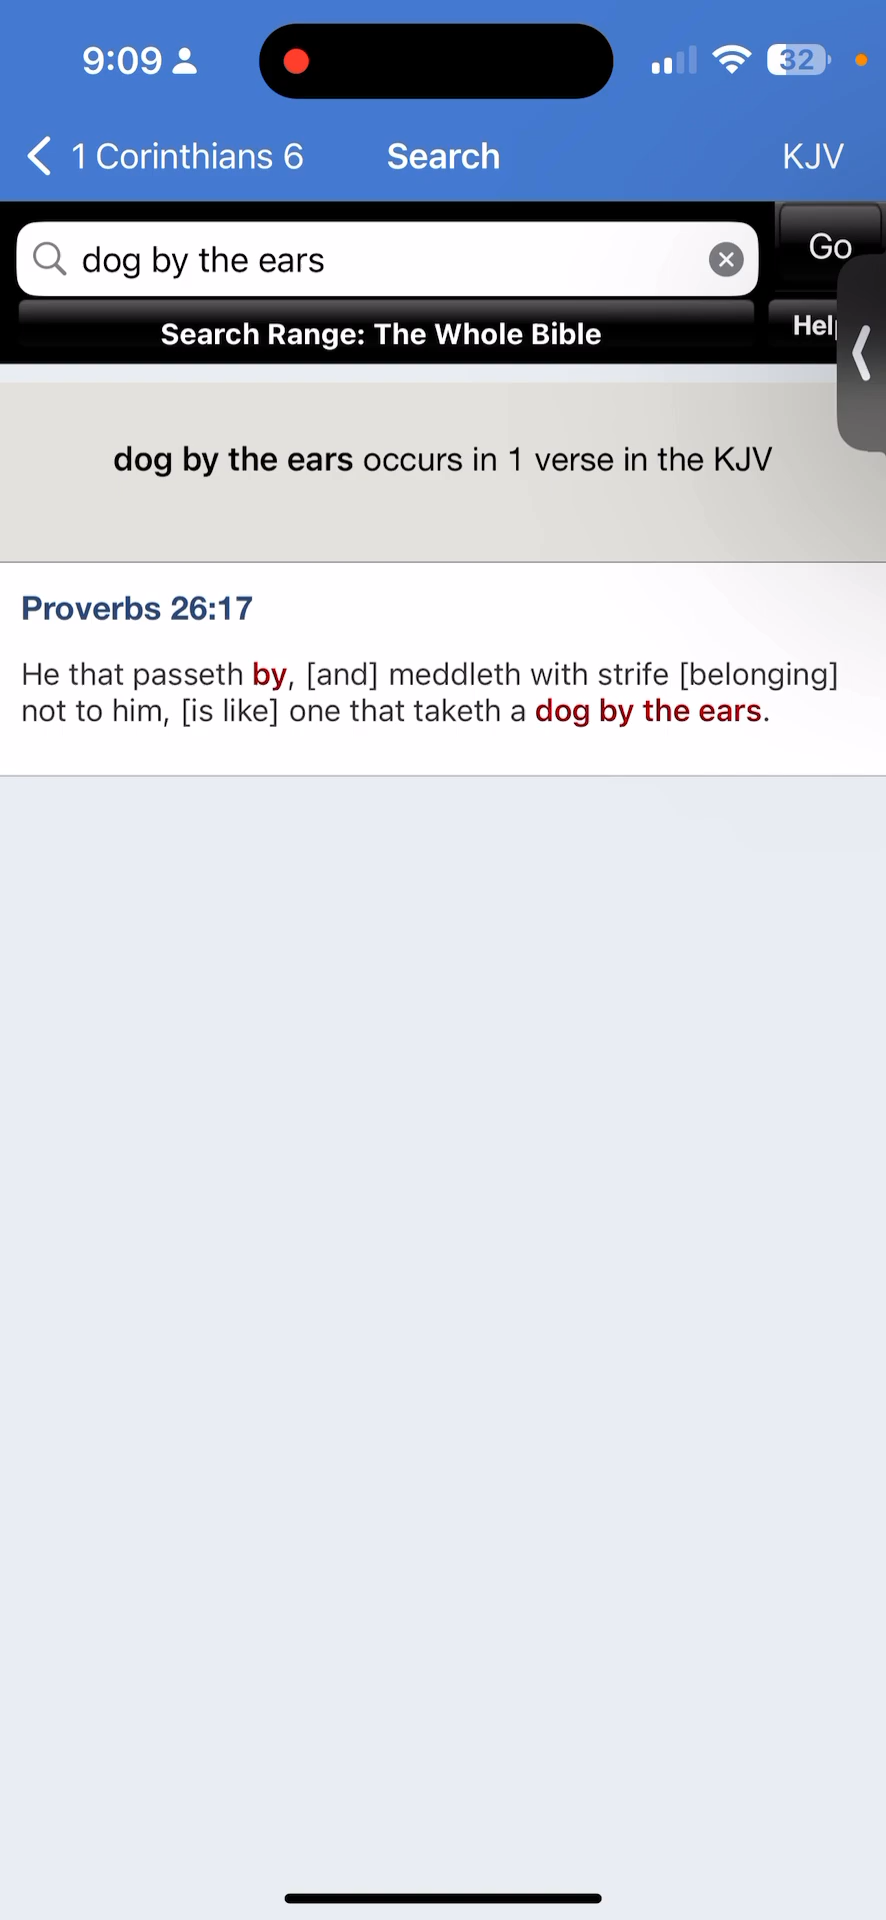 9:09
32
1 Corinthians 6 Search KJV
dog by the ears
Go
Search Range: The Whole Bible
dog by the ears occurs in 1 verse in the KJV
Proverbs 26:17
He that passeth by, [and] meddleth with strife [belonging]
not to him, [is like] one that taketh a dog by the ears.